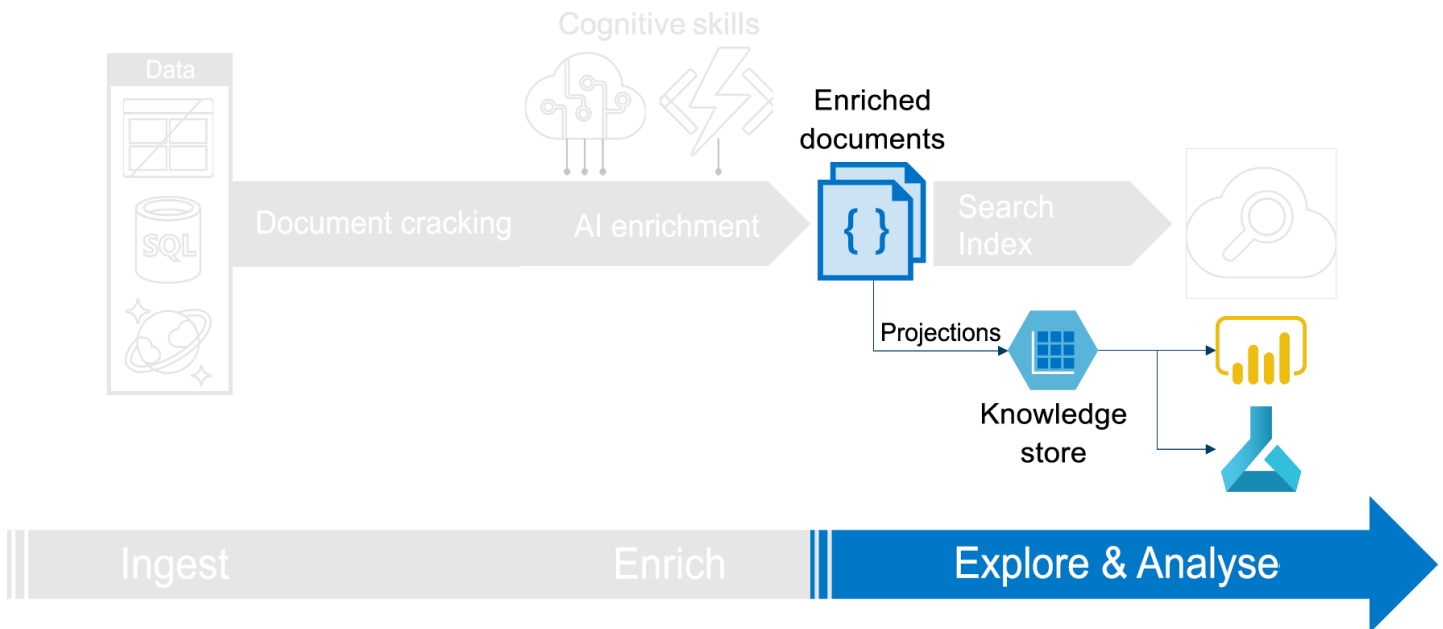 Cognitive skills
Data
SQL
Document cracking
AI enrichment
Enriched
documents
{ }
Search
Index
Projections
Knowledge
store
Ingest
Enrich
Explore & Analyse